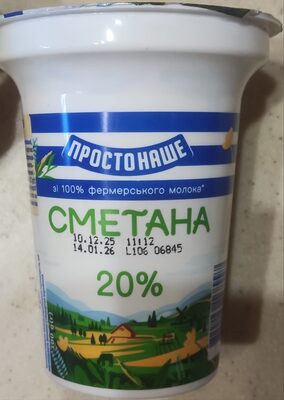 ПРОСТОНАШЕ
зі 100% фермерського молока*
СМЕТАНА
10.12.25 11:12
14.01.26 L106 06845
20%